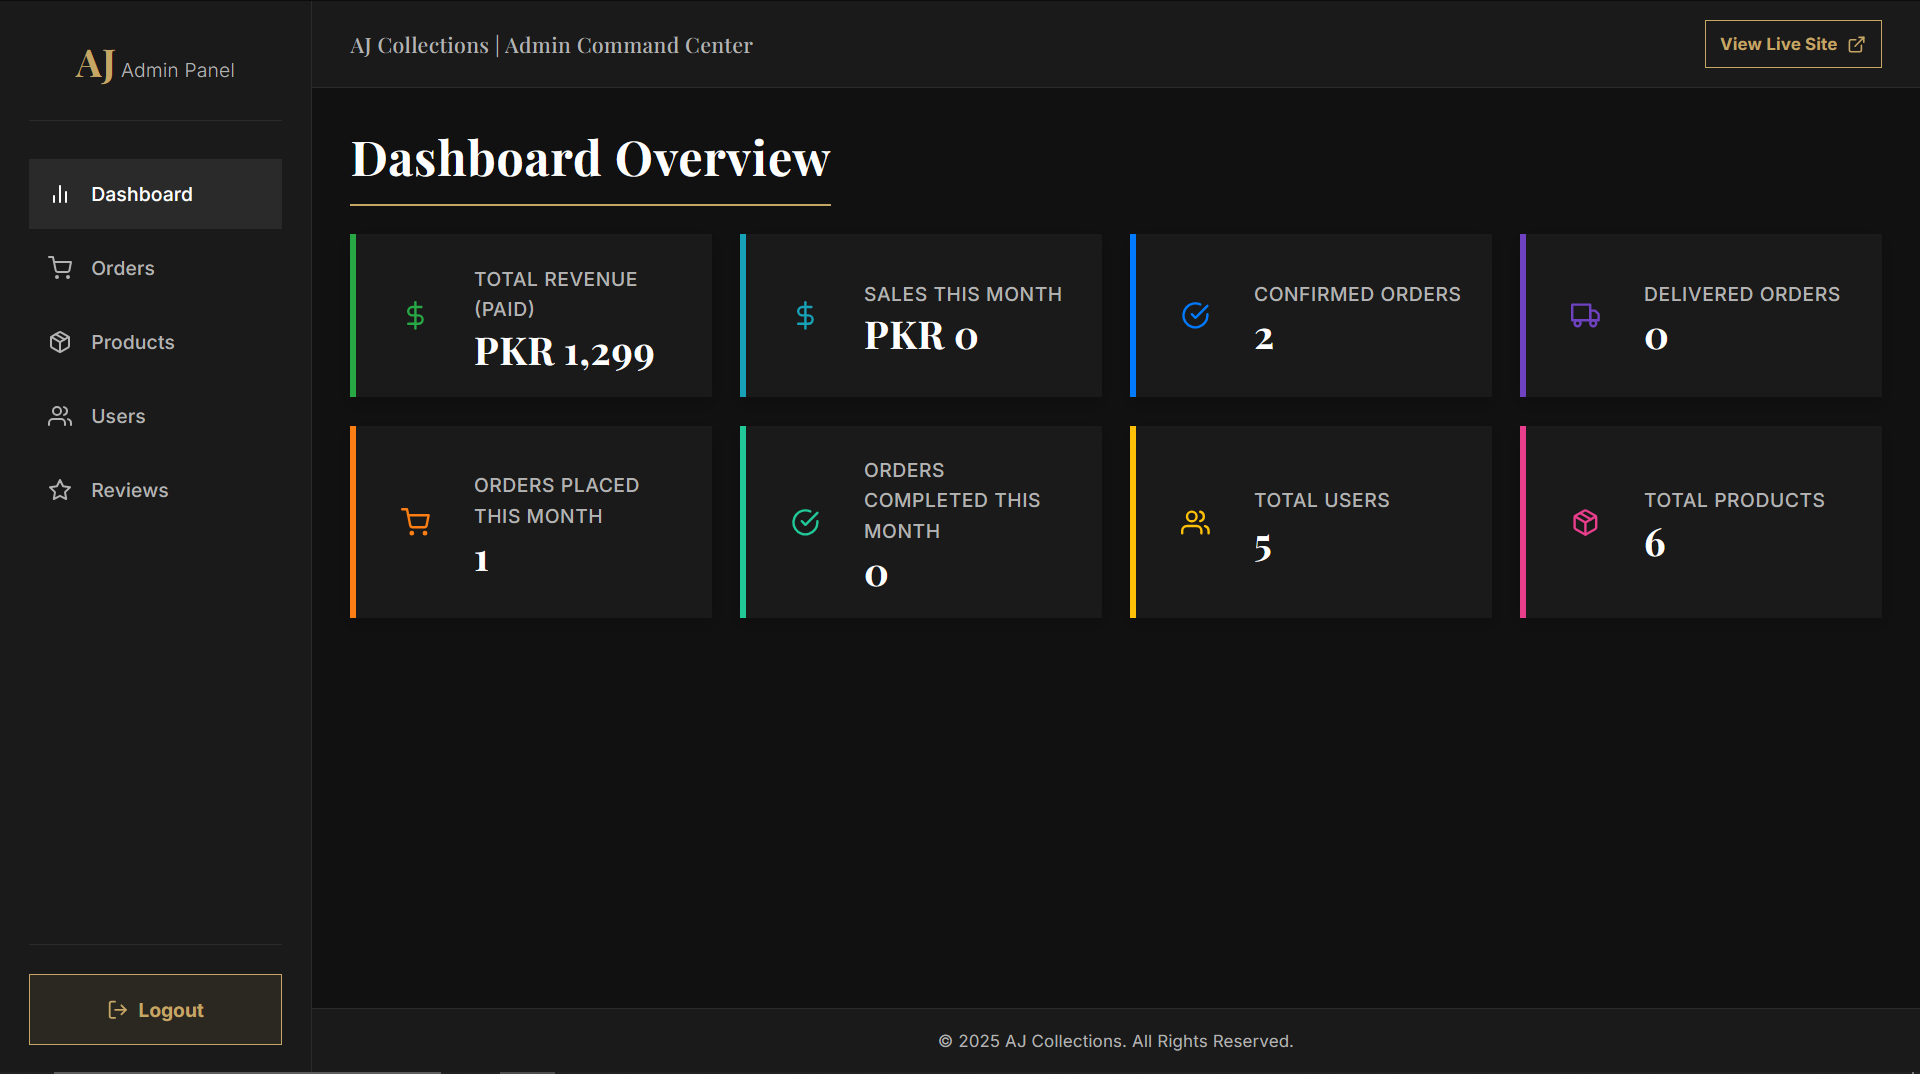 AJ Admin Panel
Dashboard
Orders
Products
Users
Reviews
Logout
AJ Collections | Admin Command Center
View Live Site
Dashboard Overview
TOTAL REVENUE
(PAID)
PKR 1,299
SALES THIS MONTH
PKR 0
CONFIRMED ORDERS
2
DELIVERED ORDERS
0
ORDERS PLACED
THIS MONTH
1
ORDERS
COMPLETED THIS
MONTH
0
TOTAL USERS
5
TOTAL PRODUCTS
6
© 2025 AJ Collections. All Rights Reserved.